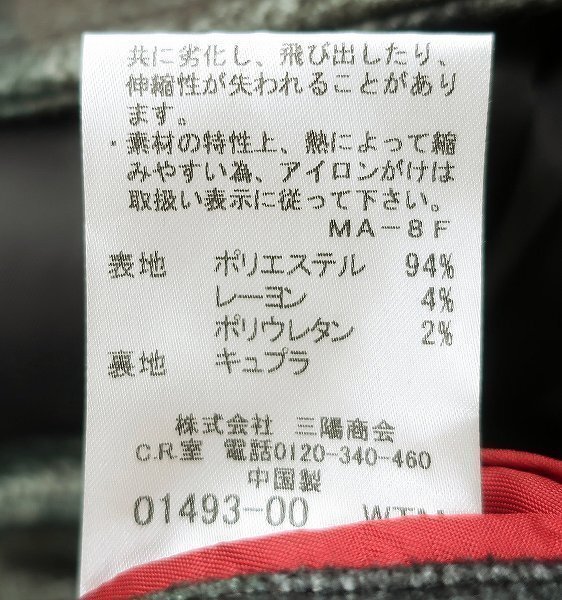 共に劣化し、飛び出したり、
伸縮性が失われることがあり
ます。
・素材の特性上、熱によって縮
みやすい為、アイロンがけは
取扱い表示に従って下さい。
MA-8F
表地 ポリエステル 94%
レーヨン 4%
ポリウレタン 2%
裏地 キュプラ
株式会社 三陽商会
C.R.室 電話0120-340-460
中国製
01493-00 WTM